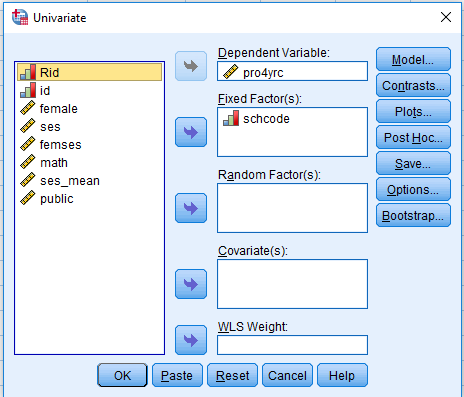 Univariate
Rid
id
female
ses
femses
math
ses_mean
public
Dependent Variable:
pro4yrc
Fixed Factor(s):
schcode
Random Factor(s):
Covariate(s):
WLS Weight:
Model...
Contrasts...
Plots...
Post Hoc...
Save...
Options...
Bootstrap...
OK
Paste
Reset
Cancel
Help